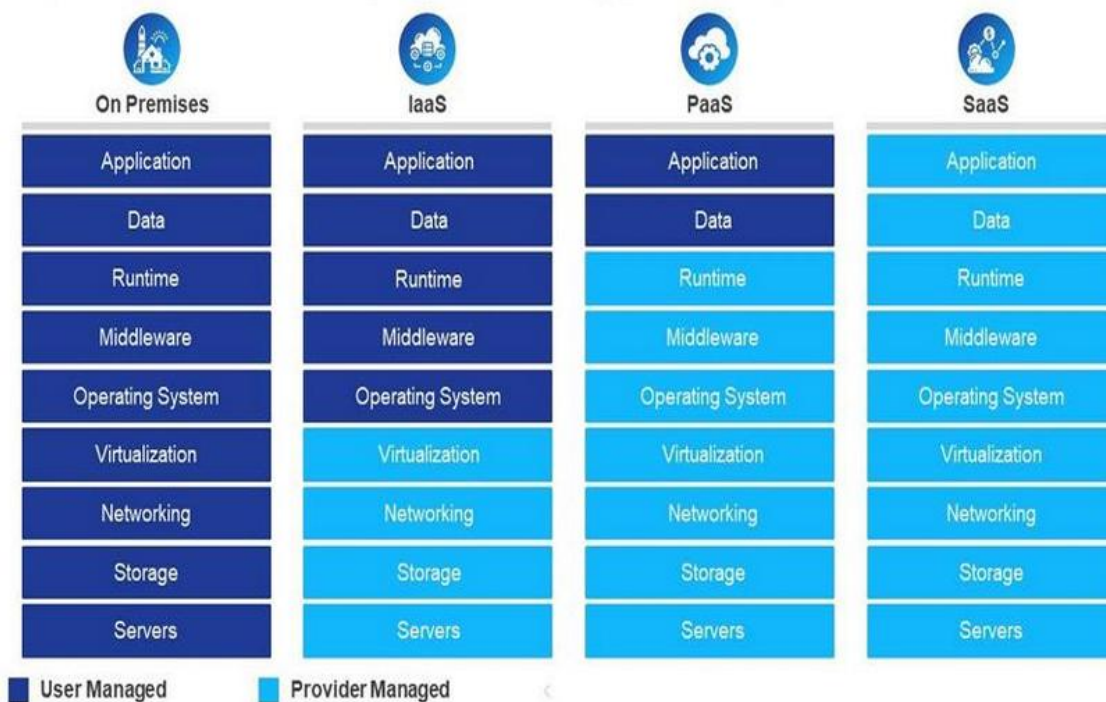 On Premises IaaS PaaS SaaS
Application Application Application Application
Data Data Data Data
Runtime Runtime Runtime Runtime
Middleware Middleware Middleware Middleware
Operating System Operating System Operating System Operating System
Virtualization Virtualization Virtualization Virtualization
Networking Networking Networking Networking
Storage Storage Storage Storage
Servers Servers Servers Servers
User Managed Provider Managed